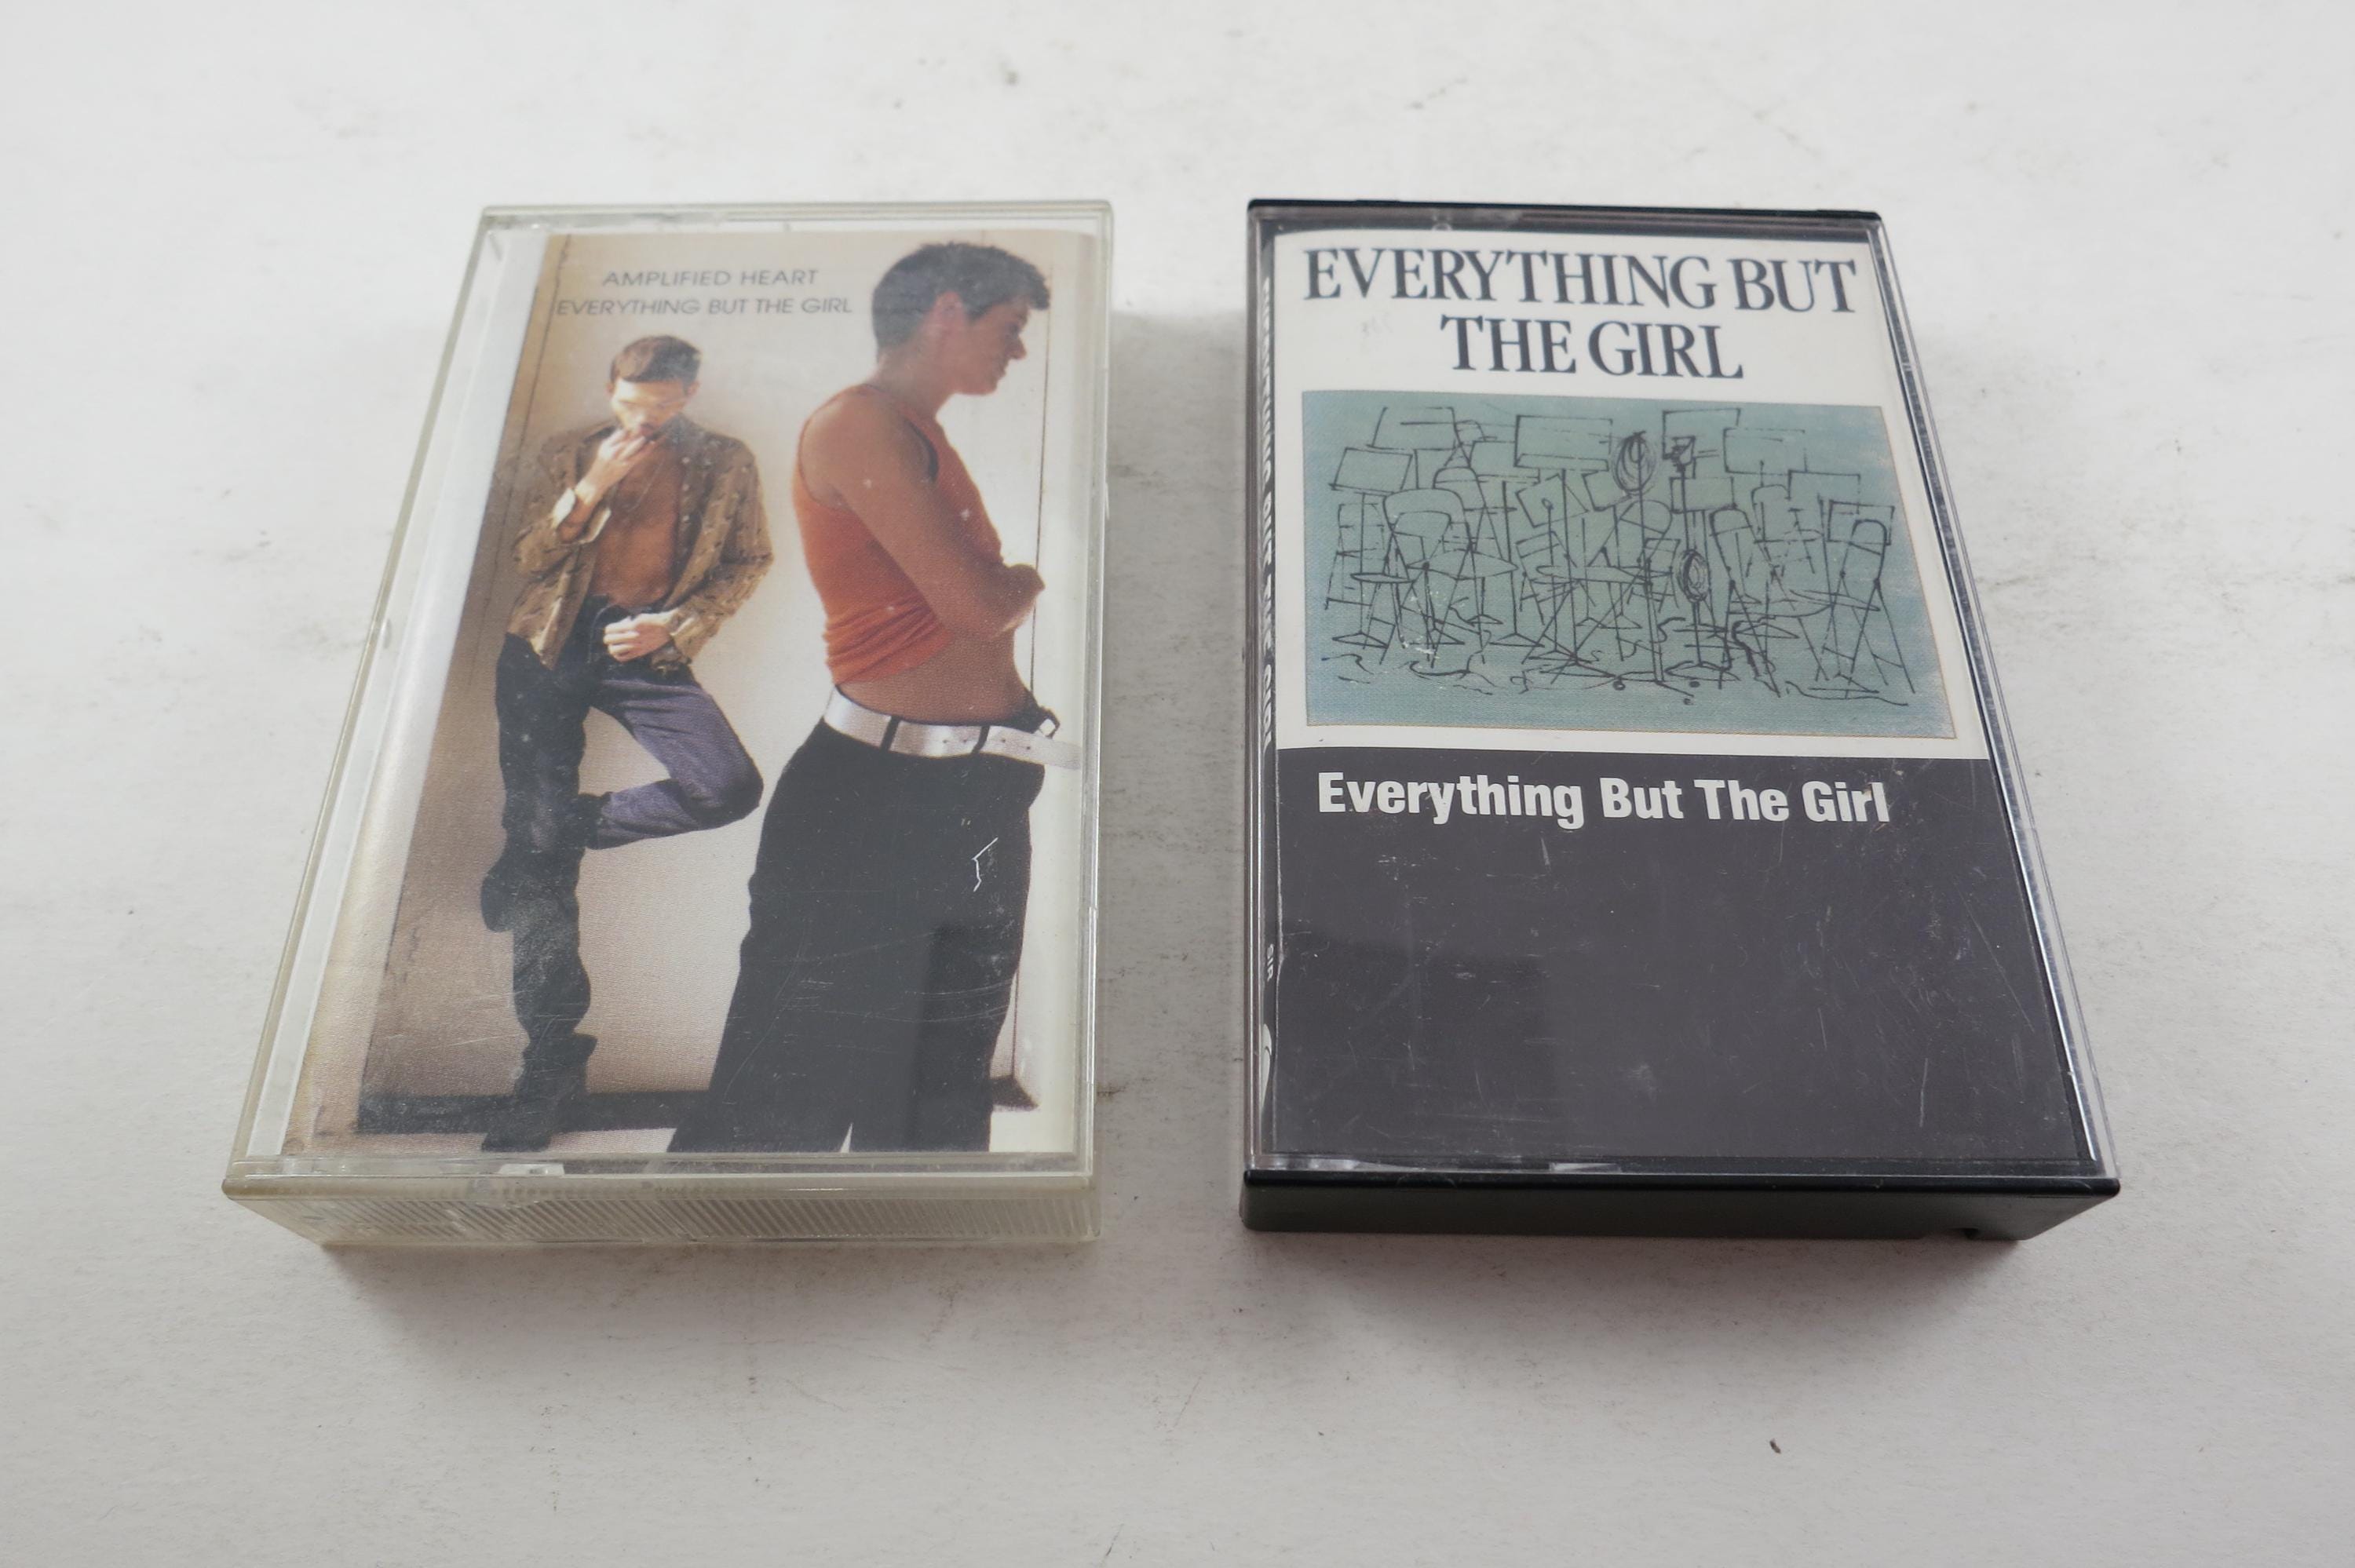 AMPLIFIED HEART
EVERYTHING BUT THE GIRL
EVERYTHING BUT
THE GIRL
Everything But The Girl